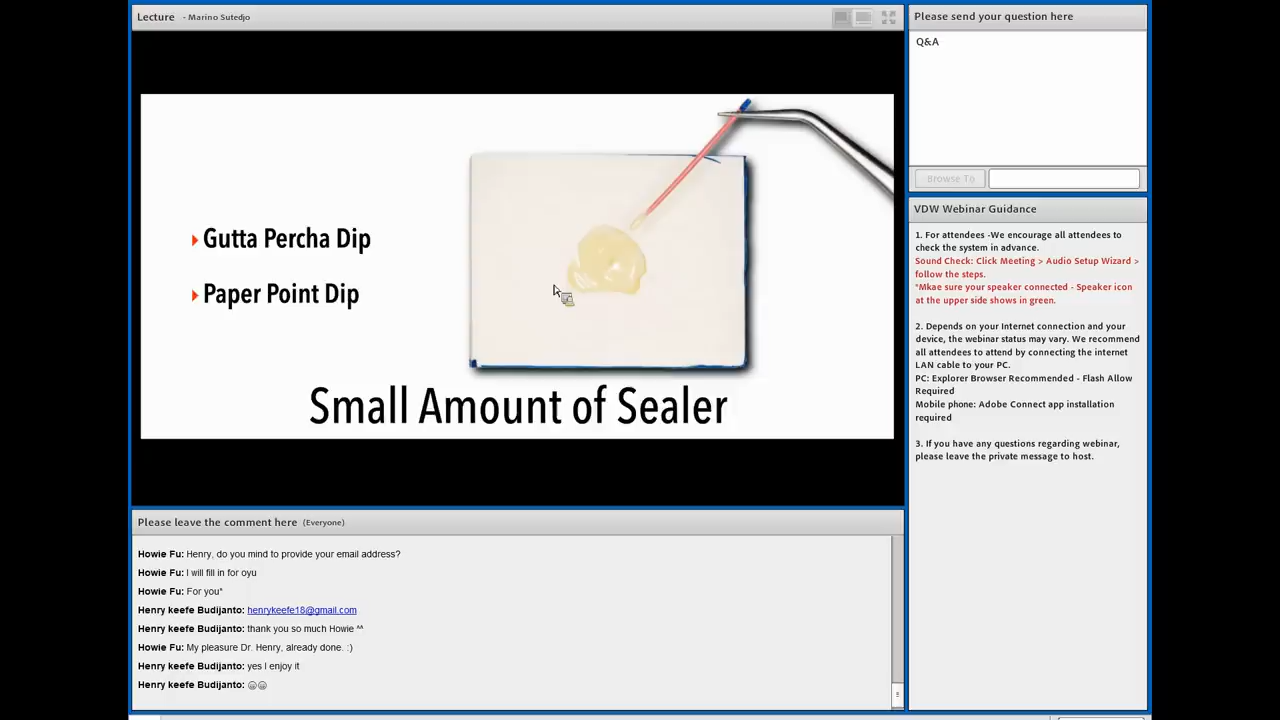 Lecture - Marino Sutedjo
Gutta Percha Dip
Paper Point Dip
Small Amount of Sealer
Please leave the comment here (Everyone)
Howie Fu: Henry, do you mind to provide your email address?
Howie Fu: I will fill in for oyu
Howie Fu: For you*
Henry keefe Budijanto: henrykeefe18@gmail.com
Henry keefe Budijanto: thank you so much Howie ^^
Howie Fu: My pleasure Dr. Henry, already done. :)
Henry keefe Budijanto: yes I enjoy it
Henry keefe Budijanto: 😄😄
Please send your question here
Q&A
Browse To
VDW Webinar Guidance
1. For attendees -We encourage all attendees to
check the system in advance.
Sound Check: Click Meeting > Audio Setup Wizard >
follow the steps.
*Mkae sure your speaker connected - Speaker icon
at the upper side shows in green.
2. Depends on your Internet connection and your
device, the webinar status may vary. We recommend
all attendees to attend by connecting the internet
LAN cable to your PC.
PC: Explorer Browser Recommended - Flash Allow
Required
Mobile phone: Adobe Connect app installation
required
3. If you have any questions regarding webinar,
please leave the private message to host.